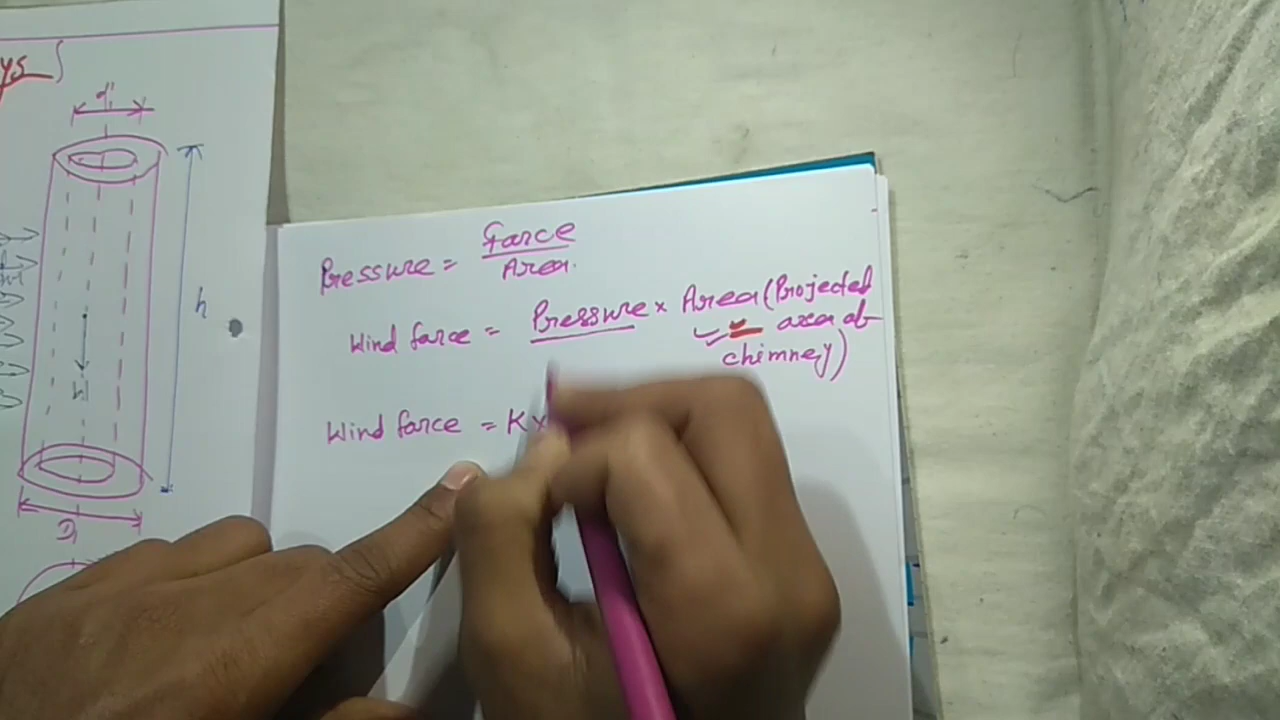 ys
d
h
W
D
Pressure = Force
Area.
Wind force = Pressure × Area (Projected
area of
chimney)
Wind force = K×